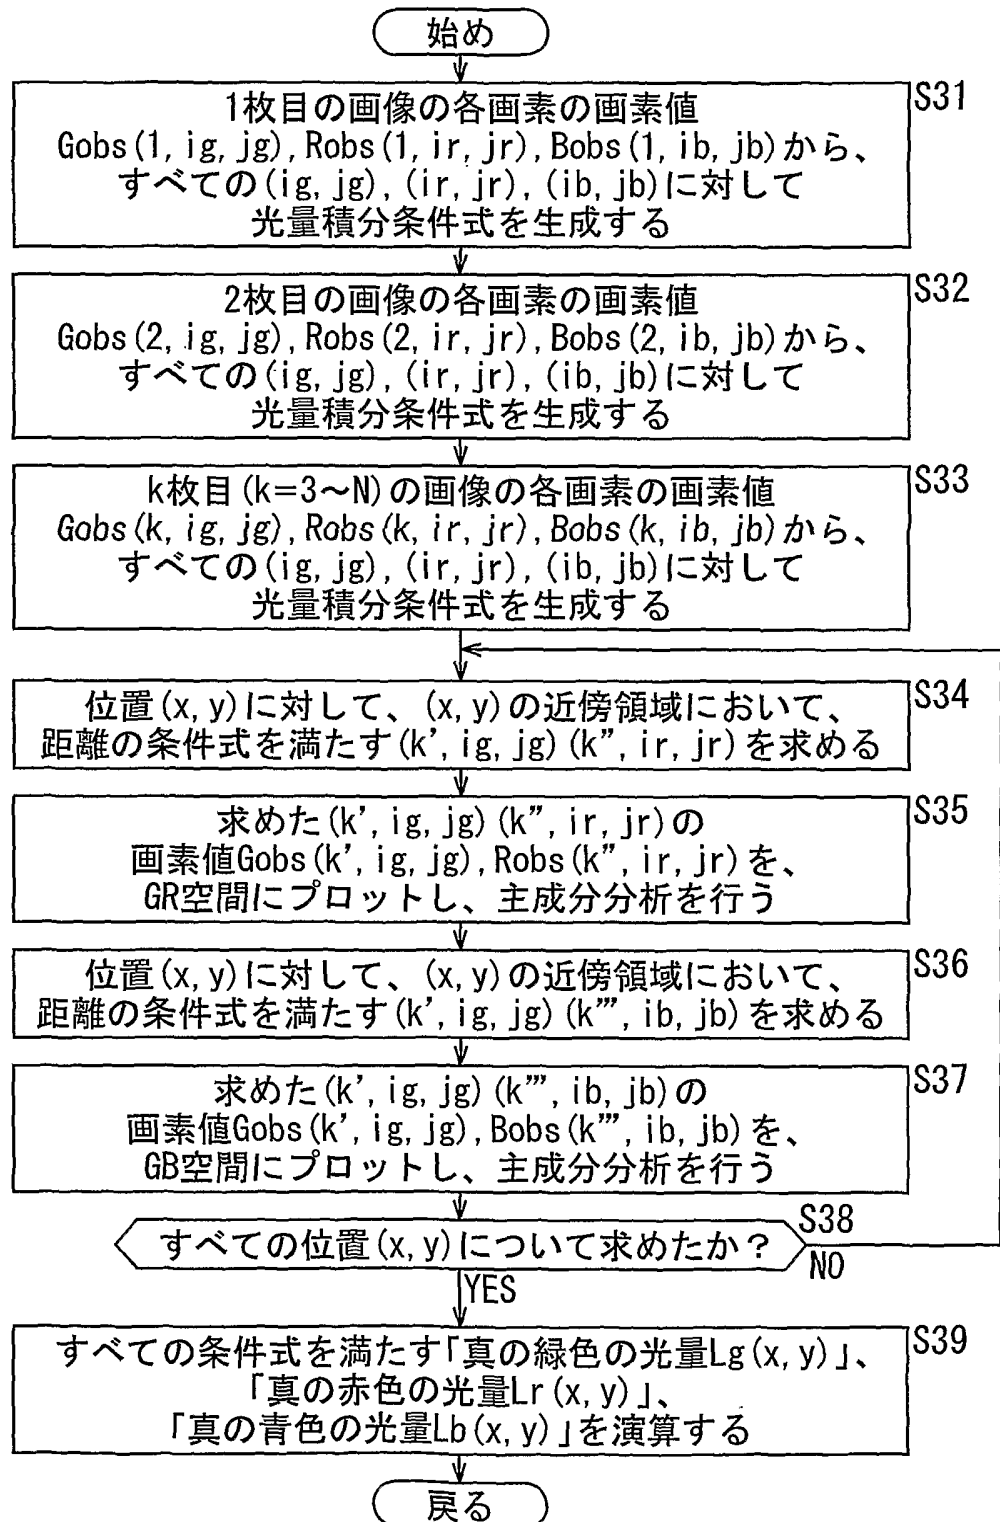 始め
S31
1枚目の画像の各画素の画素値
Gobs(1, ig, jg), Robs(1, ir, jr), Bobs(1, ib, jb)から、
すべての(ig, jg), (ir, jr), (ib, jb)に対して
光量積分条件式を生成する
S32
2枚目の画像の各画素の画素値
Gobs(2, ig, jg), Robs(2, ir, jr), Bobs(2, ib, jb)から、
すべての(ig, jg), (ir, jr), (ib, jb)に対して
光量積分条件式を生成する
S33
k枚目(k=3〜N)の画像の各画素の画素値
Gobs(k, ig, jg), Robs(k, ir, jr), Bobs(k, ib, jb)から、
すべての(ig, jg), (ir, jr), (ib, jb)に対して
光量積分条件式を生成する
S34
位置(x, y)に対して、(x, y)の近傍領域において、
距離の条件式を満たす(k', ig, jg)(k", ir, jr)を求める
S35
求めた(k', ig, jg)(k", ir, jr)の
画素値Gobs(k', ig, jg), Robs(k", ir, jr)を、
GR空間にプロットし、主成分分析を行う
S36
位置(x, y)に対して、(x, y)の近傍領域において、
距離の条件式を満たす(k', ig, jg)(k''', ib, jb)を求める
S37
求めた(k', ig, jg)(k''', ib, jb)の
画素値Gobs(k', ig, jg), Bobs(k''', ib, jb)を、
GB空間にプロットし、主成分分析を行う
S38
すべての位置(x, y)について求めたか？
NO
YES
S39
すべての条件式を満たす「真の緑色の光量Lg(x, y)」、
「真の赤色の光量Lr(x, y)」、
「真の青色の光量Lb(x, y)」を演算する
戻る